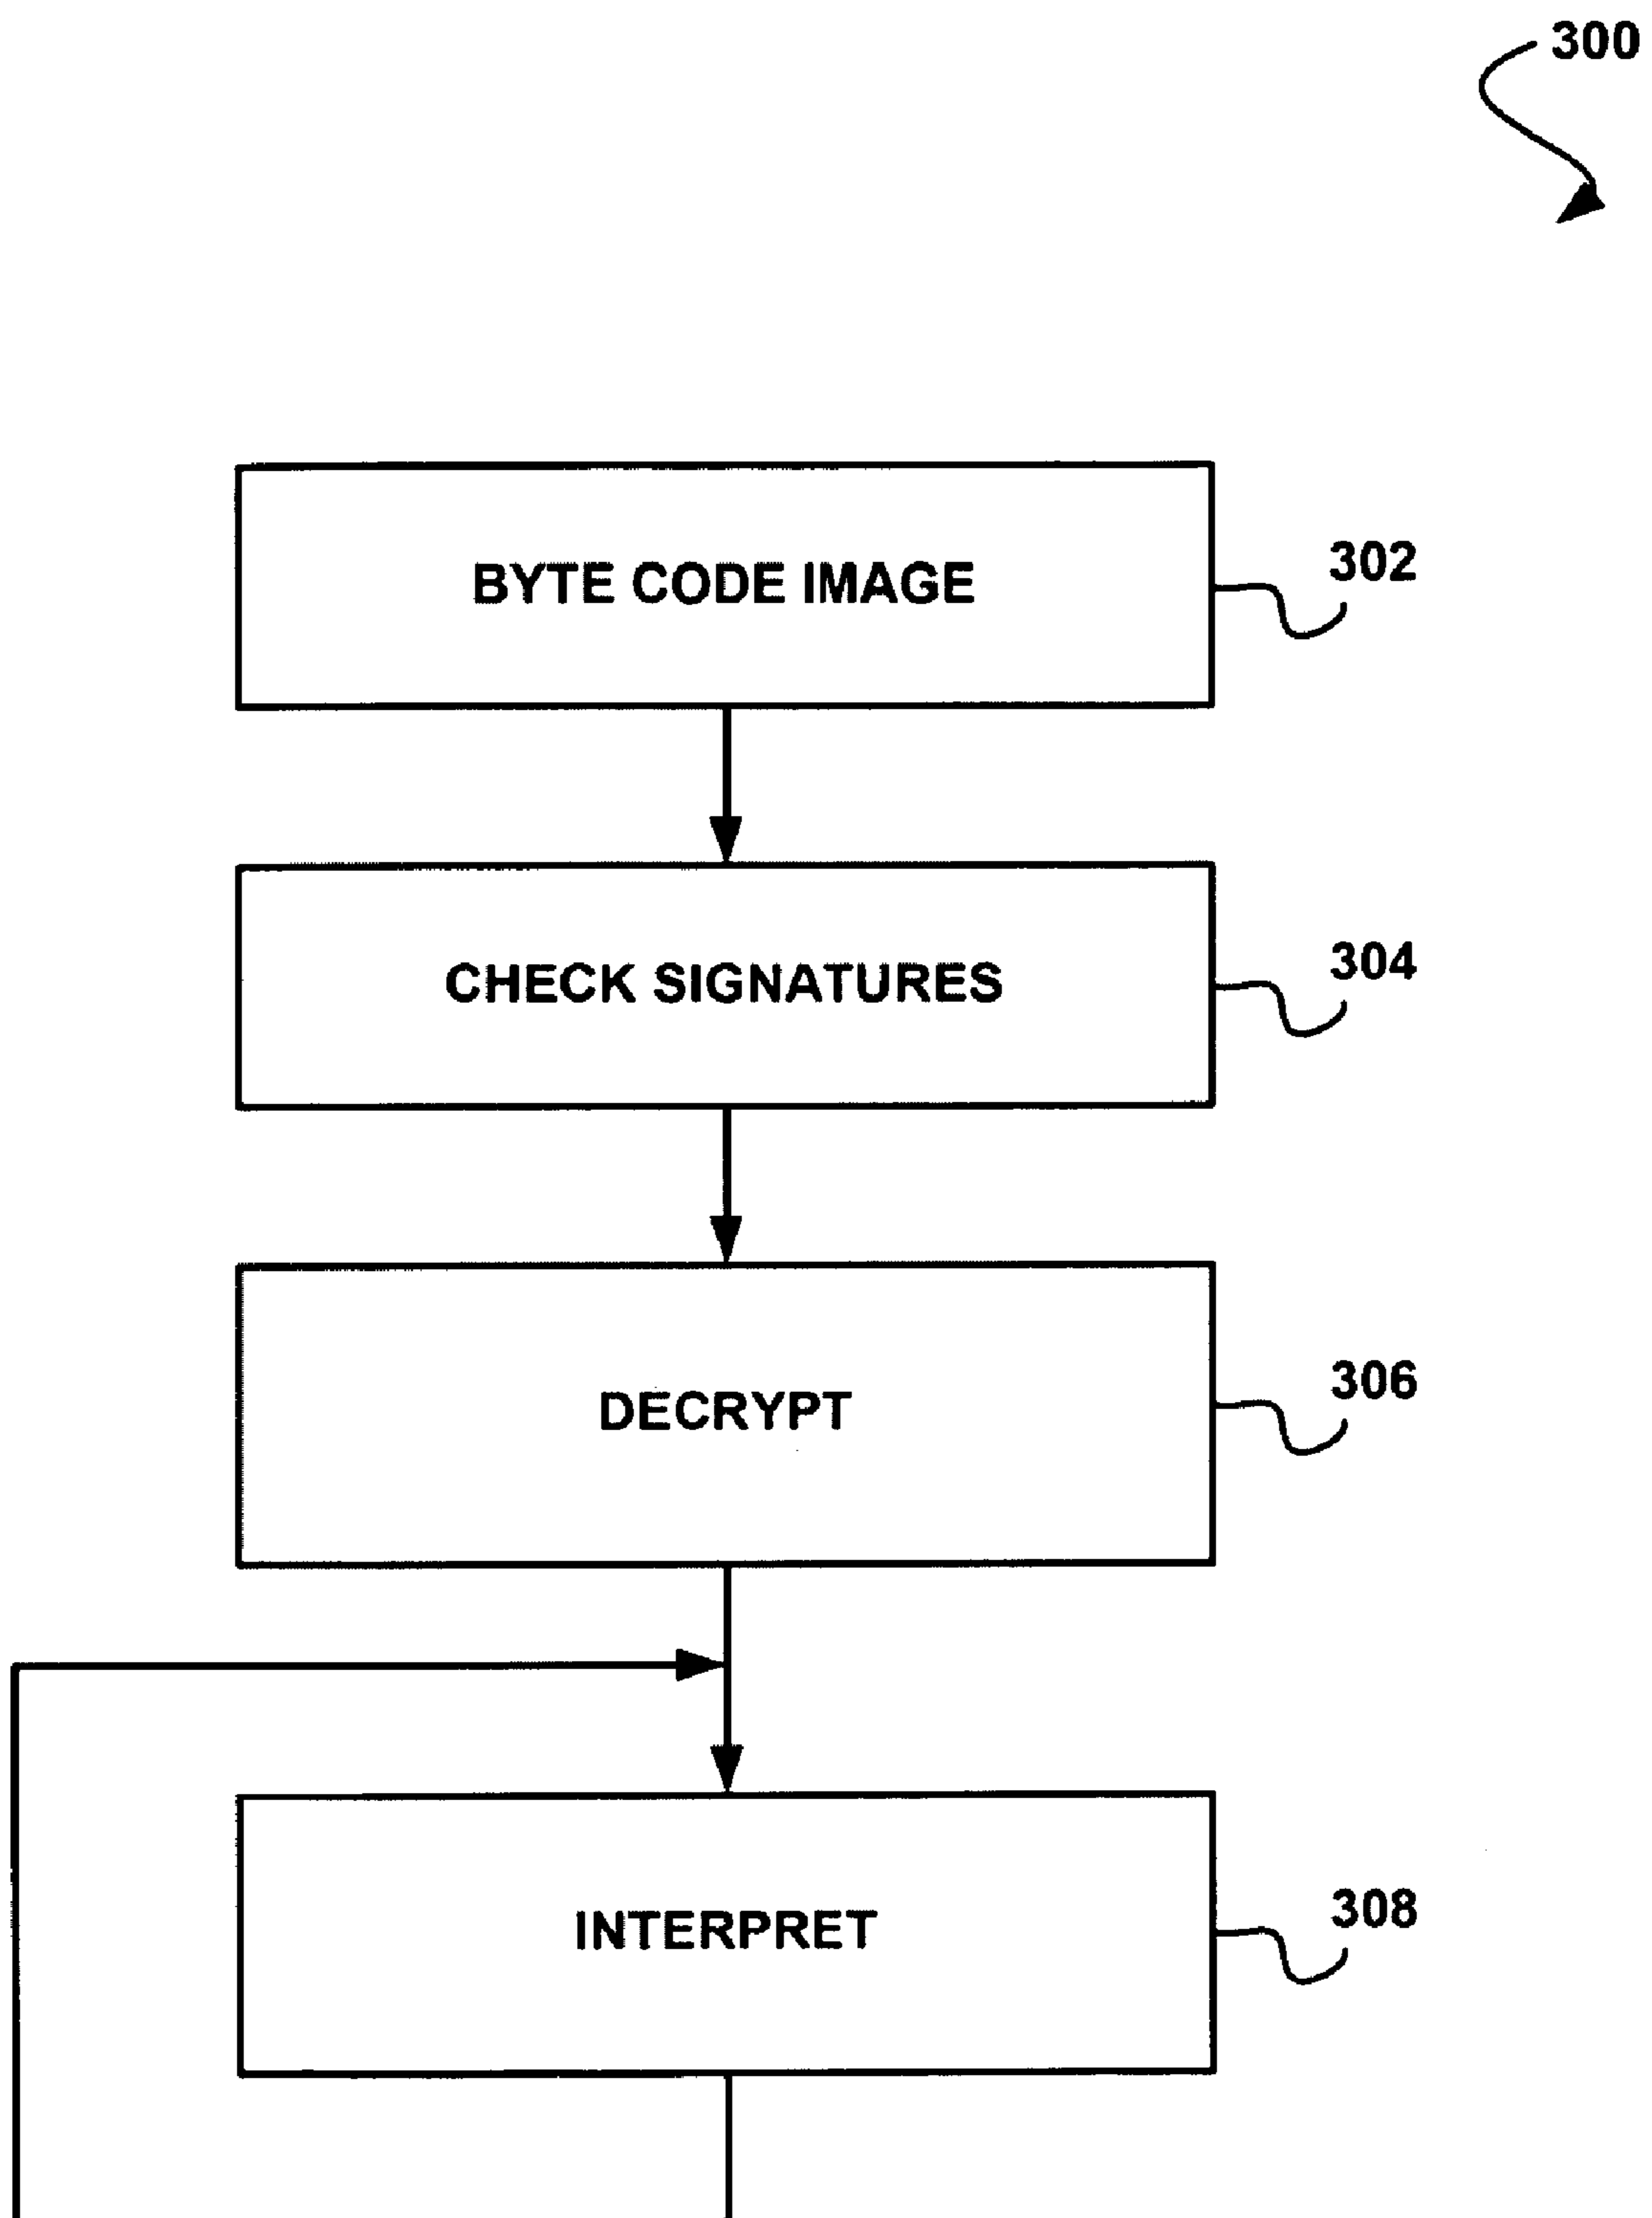 300
BYTE CODE IMAGE
302
CHECK SIGNATURES
304
DECRYPT
306
INTERPRET
308